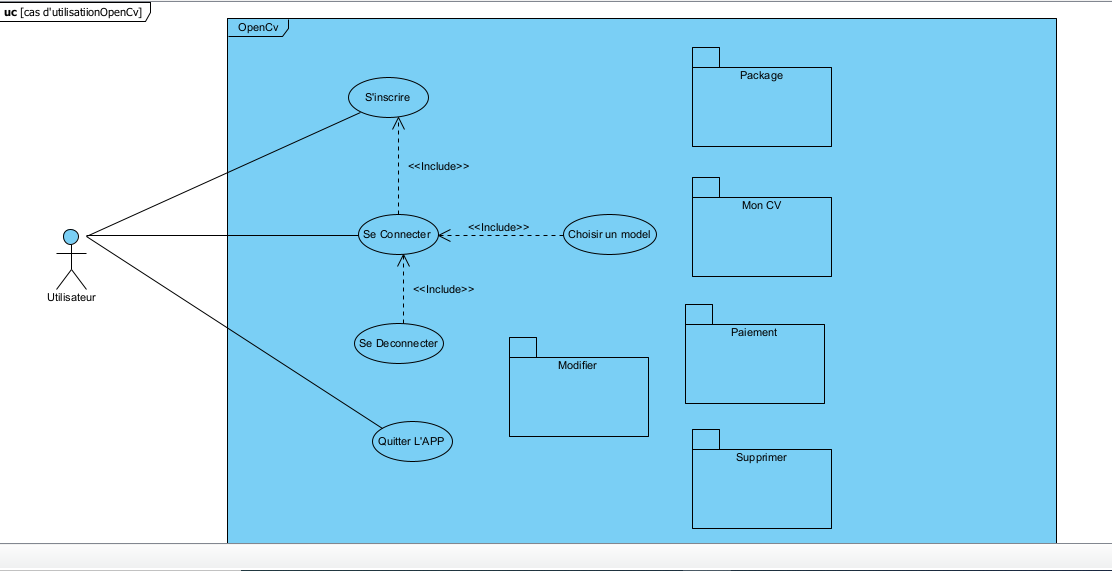 uc [cas d'utilisatiionOpenCv]
OpenCv
Package
S'inscrire
<<Include>>
Mon CV
Se Connecter
<<Include>>
Choisir un model
Utilisateur
<<Include>>
Paiement
Se Deconnecter
Modifier
Quitter L'APP
Supprimer